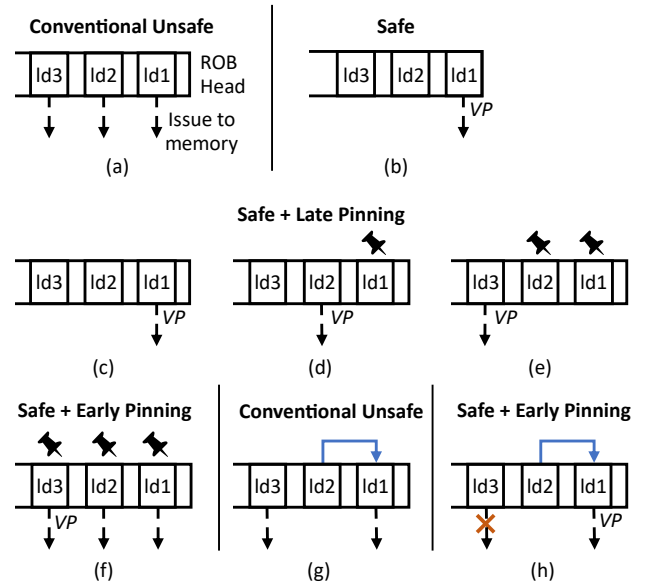 Conventional Unsafe
Safe
ld3 ld2 ld1 ROB Head
ld3 ld2 ld1
VP
Issue to memory
(a)
(b)
Safe + Late Pinning
ld3 ld2 ld1
ld3 ld2 ld1
ld3 ld2 ld1
VP
VP
VP
(c)
(d)
(e)
Safe + Early Pinning
Conventional Unsafe
Safe + Early Pinning
ld3 ld2 ld1
ld3 ld2 ld1
ld3 ld2 ld1
VP
VP
(f)
(g)
(h)